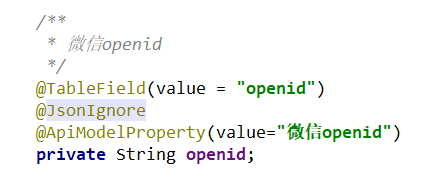 /**
 * 微信openid
 */
@TableField(value = "openid")
@JsonIgnore
@ApiModelProperty(value="微信openid")
private String openid;